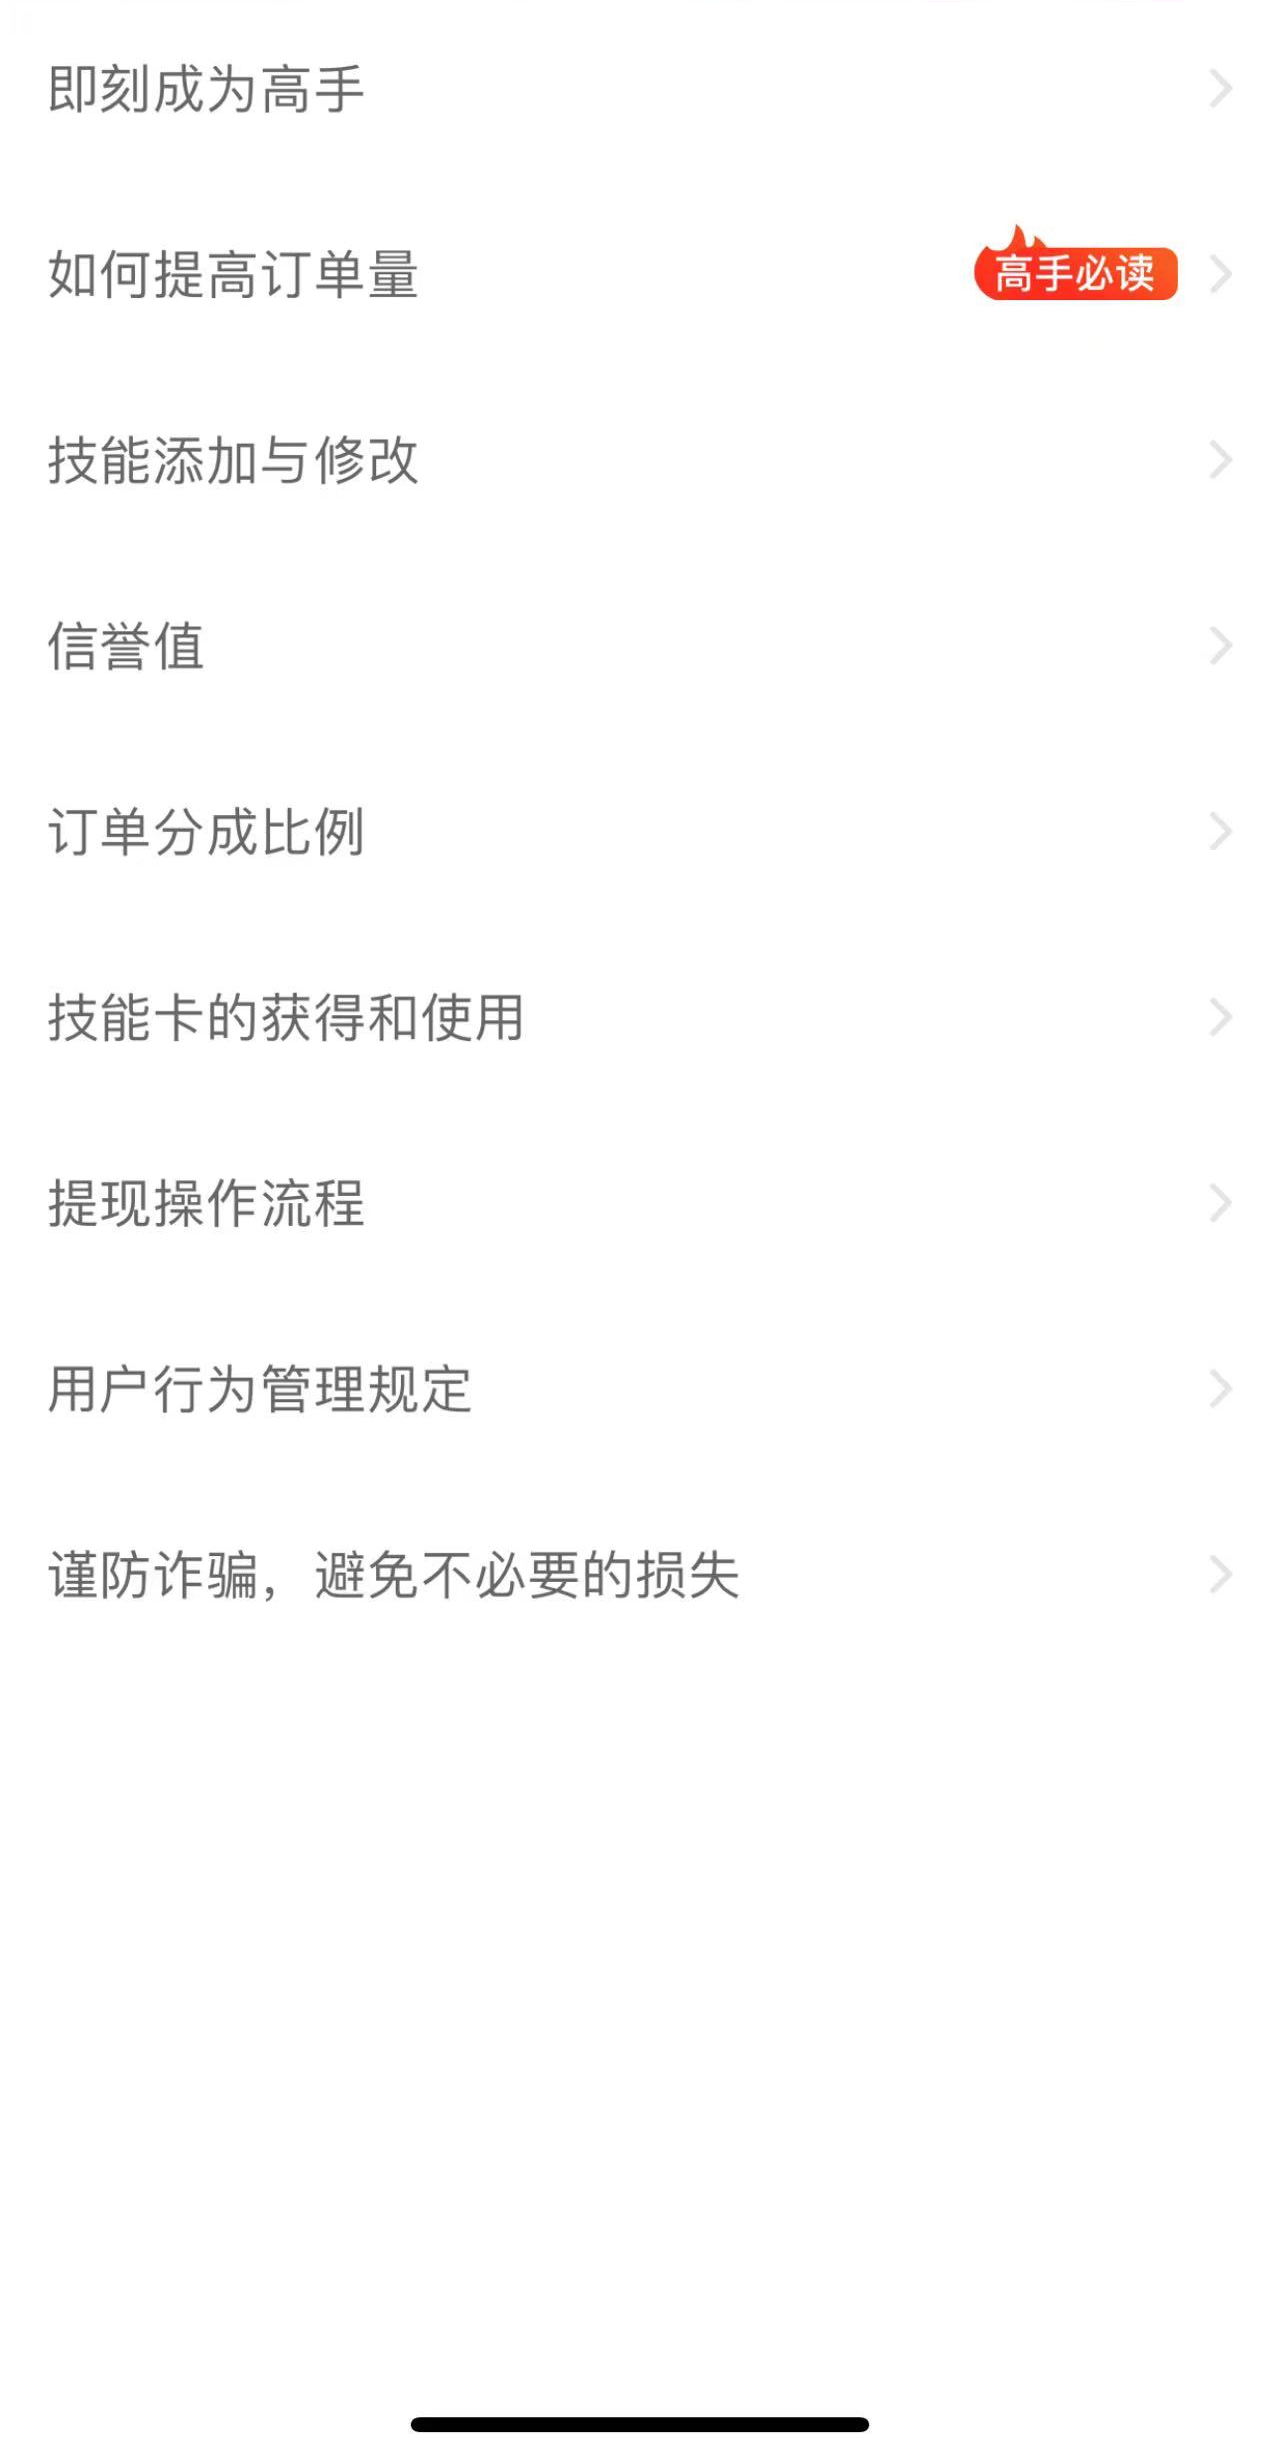 即刻成为高手
如何提高订单量
高手必读
技能添加与修改
信誉值
订单分成比例
技能卡的获得和使用
提现操作流程
用户行为管理规定
谨防诈骗，避免不必要的损失